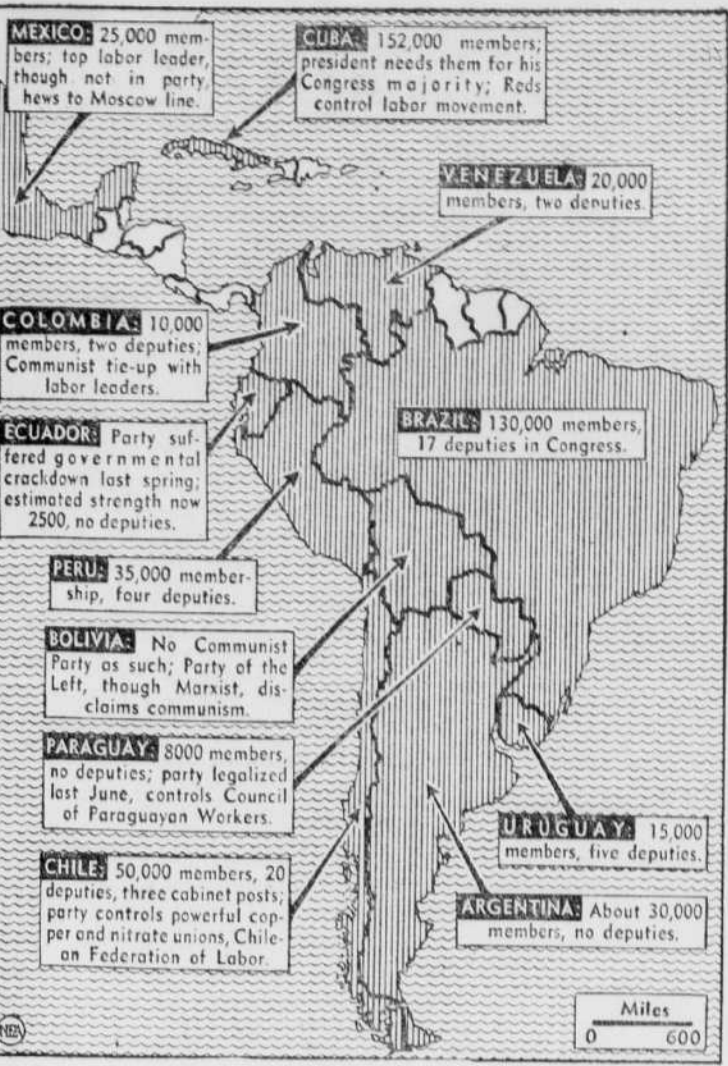 MEXICO: 25,000 mem-
bers; top labor leader,
though not in party,
hews to Moscow line.
CUBA: 152,000 members;
president needs them for his
Congress majority; Reds
control labor movement.
VENEZUELA: 20,000
members, two deputies.
COLOMBIA: 10,000
members, two deputies;
Communist tie-up with
labor leaders.
ECUADOR: Party suf-
fered governmental
crackdown last spring;
estimated strength now
2500, no deputies.
BRAZIL: 130,000 members,
17 deputies in Congress.
PERU: 35,000 member-
ship, four deputies.
BOLIVIA: No Communist
Party as such; Party of the
Left, though Marxist, dis-
claims communism.
PARAGUAY: 8000 members,
no deputies; party legalized
last June, controls Council
of Paraguayan Workers.
CHILE: 50,000 members, 20
deputies, three cabinet posts;
party controls powerful cop-
per and nitrate unions, Chile-
an Federation of Labor.
URUGUAY: 15,000
members, five deputies.
ARGENTINA: About 30,000
members, no deputies.
Miles
0 600
NEA